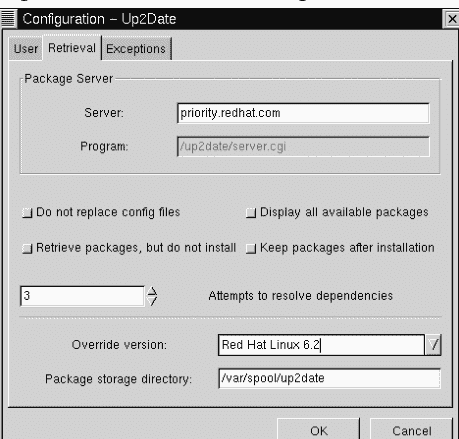 Configuration – Up2Date
User Retrieval Exceptions
Package Server
Server: priority.redhat.com
Program: /up2date/server.cgi
Do not replace config files Display all available packages
Retrieve packages, but do not install Keep packages after installation
3 Attempts to resolve dependencies
Override version: Red Hat Linux 6.2
Package storage directory: /var/spool/up2date
OK Cancel